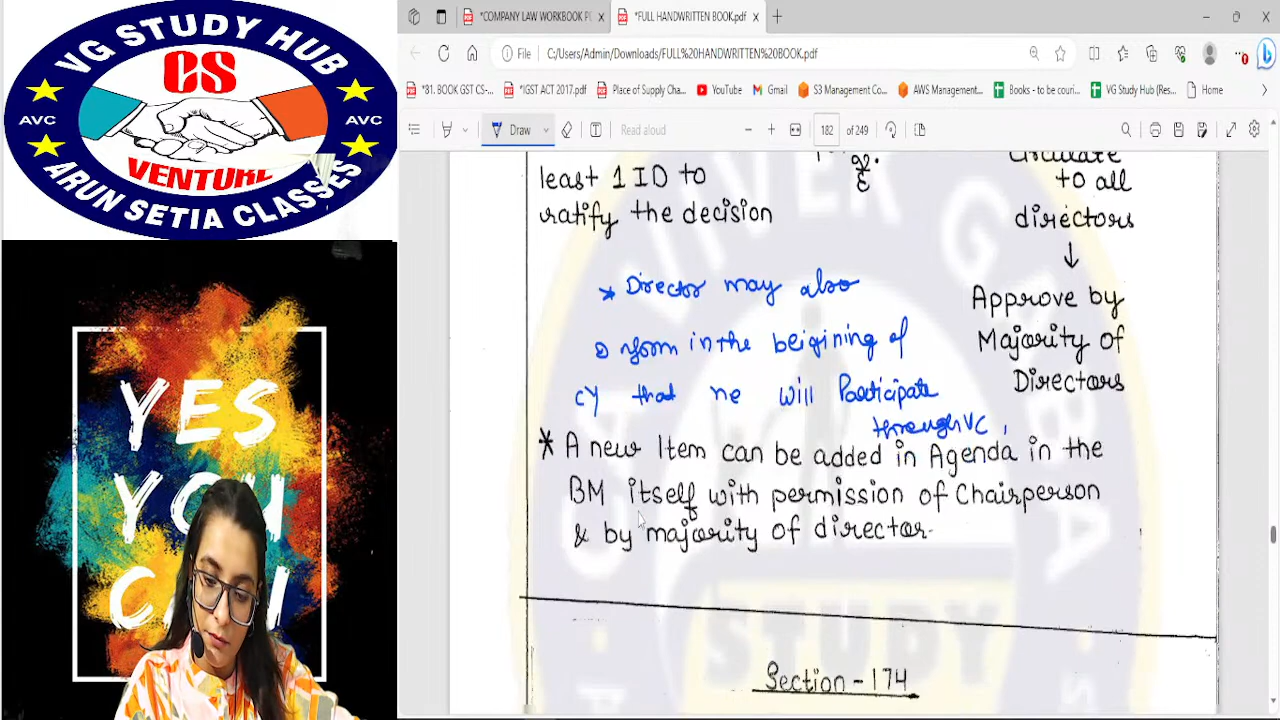 VG STUDY HUB
CS
AVC
AVC
VENTURE
ARUN SETIA CLASSES
YES
YOU
*COMPANY LAW WORKBOOK
*FULL HANDWRITTEN BOOK.pdf
File
C:/Users/Admin/Downloads/FULL%20HANDWRITTEN%20BOOK.pdf
*81. BOOK GST CS-...
*IGST ACT 2017.pdf
Place of Supply Cha...
YouTube
Gmail
S3 Management Co...
AWS Management...
Books - to be couri...
VG Study Hub (Res...
Home
Draw
Read aloud
182 of 249
least 1 ID to
ratify the decision
Circulate
to all
directors
↓
Approve by
Majority of
Directors
* Director may also
in the beigining of
CY that he will Participate
through VC,
* A new Item can be added in Agenda in the
BM itself with permission of Chairperson
& by majority of director.
Section - 174